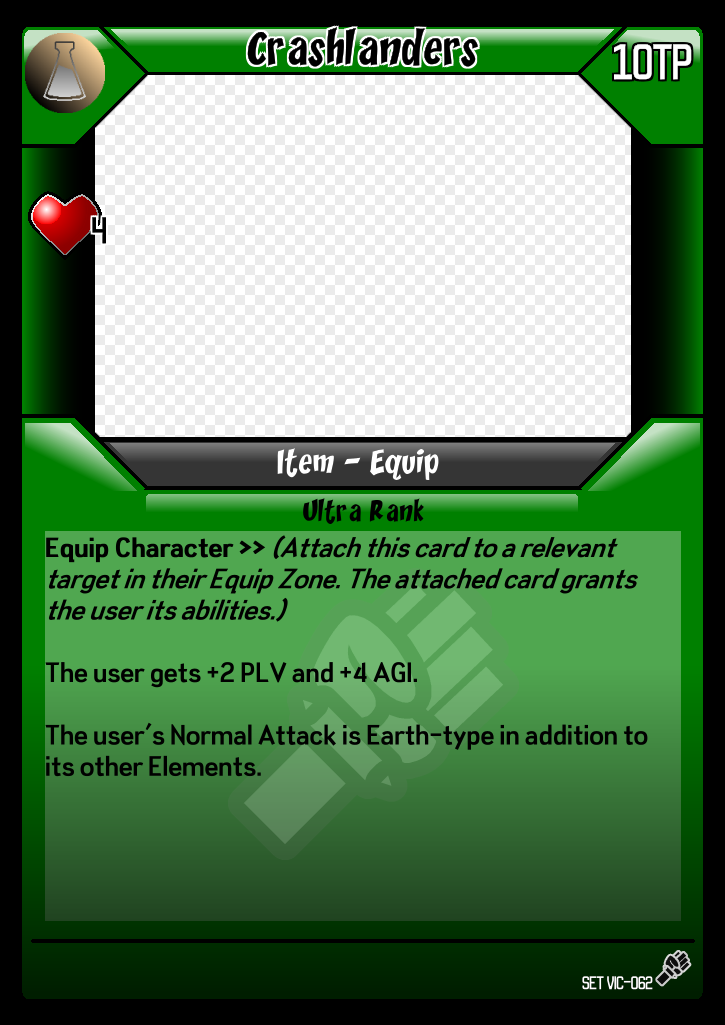 Crashlanders
10TP
4
Item - Equip
Ultra Rank
Equip Character >> (Attach this card to a relevant
target in their Equip Zone. The attached card grants
the user its abilities.)
The user gets +2 PLV and +4 AGI.
The user's Normal Attack is Earth-type in addition to
its other Elements.
SET VIC-062